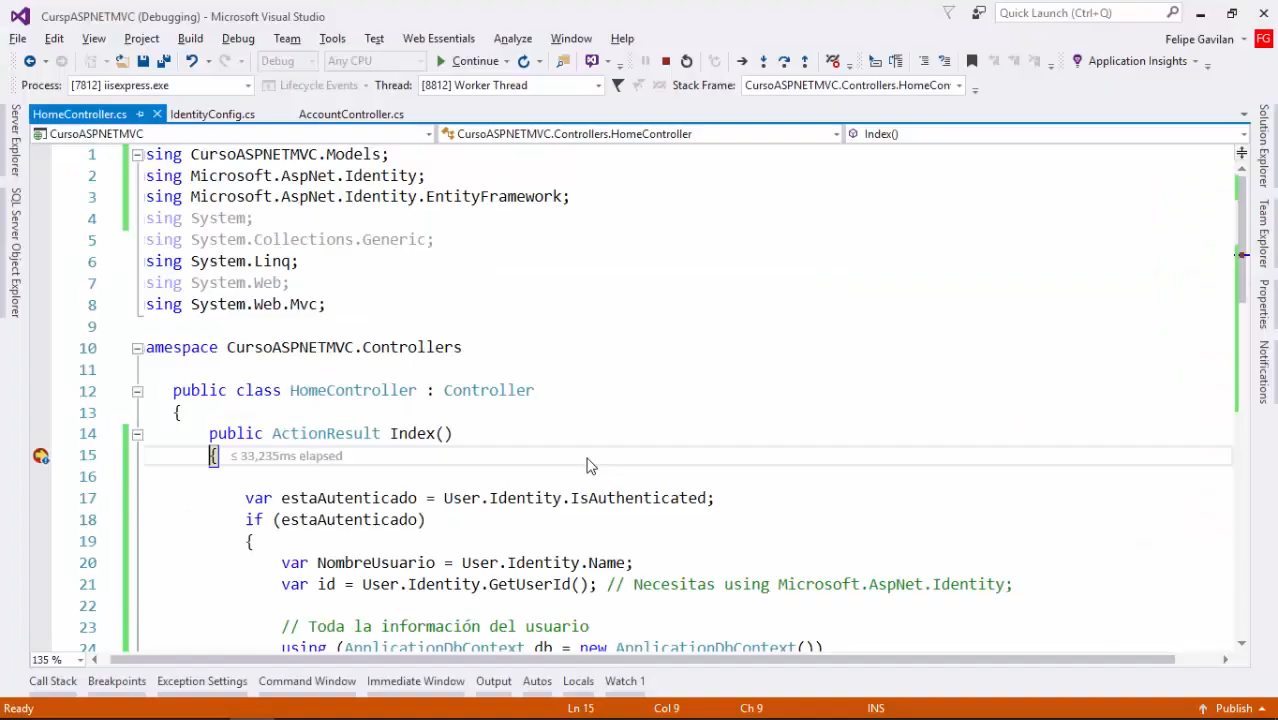 CurspASPNETMVC (Debugging) - Microsoft Visual Studio
Quick Launch (Ctrl+Q)
File Edit View Project Build Debug Team Tools Test Web Essentials Analyze Window Help
Felipe Gavilan FG
Debug Any CPU Continue Application Insights
Process: [7812] iisexpress.exe Lifecycle Events Thread: [8812] Worker Thread Stack Frame: CursoASPNETMVC.Controllers.HomeCont
HomeController.cs IdentityConfig.cs AccountController.cs
CursoASPNETMVC CursoASPNETMVC.Controllers.HomeController Index()
Server Explorer
SQL Server Object Explorer
1 sing CursoASPNETMVC.Models;
2 sing Microsoft.AspNet.Identity;
3 sing Microsoft.AspNet.Identity.EntityFramework;
4 sing System;
5 sing System.Collections.Generic;
6 sing System.Linq;
7 sing System.Web;
8 sing System.Web.Mvc;
9
10 amespace CursoASPNETMVC.Controllers
11
12 public class HomeController : Controller
13 {
14 public ActionResult Index()
15 { ≤ 33,235ms elapsed
16
17 var estaAutenticado = User.Identity.IsAuthenticated;
18 if (estaAutenticado)
19 {
20 var NombreUsuario = User.Identity.Name;
21 var id = User.Identity.GetUserId(); // Necesitas using Microsoft.AspNet.Identity;
22
23 // Toda la información del usuario
24 using (ApplicationDbContext db = new ApplicationDbContext())
Solution Explorer
Team Explorer
Properties
Notifications
135 %
Call Stack Breakpoints Exception Settings Command Window Immediate Window Output Autos Locals Watch 1
Ready Ln 15 Col 9 Ch 9 INS Publish